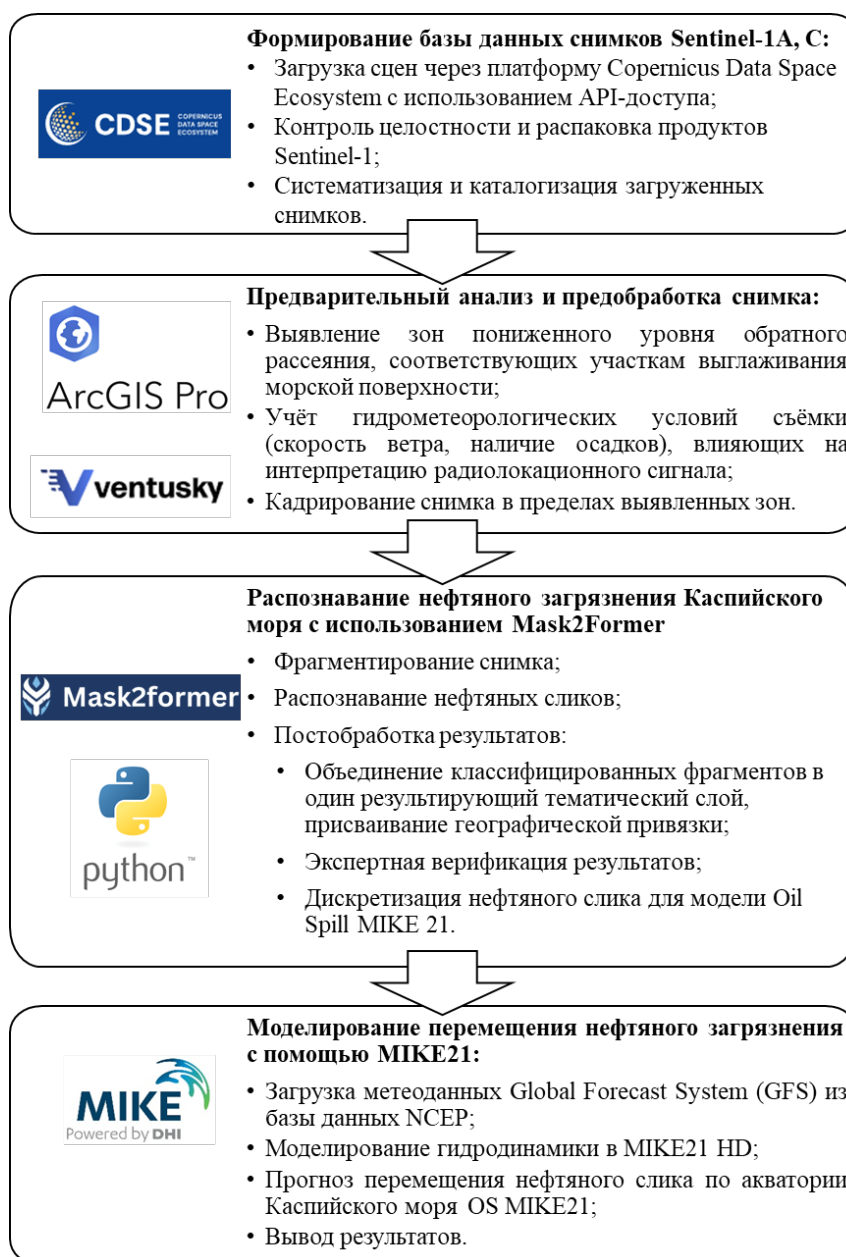 Формирование базы данных снимков Sentinel-1A, C:
CDSE COPERNICUS
DATA SPACE
ECOSYSTEM
• Загрузка сцен через платформу Copernicus Data Space
Ecosystem с использованием API-доступа;
• Контроль целостности и распаковка продуктов
Sentinel-1;
• Систематизация и каталогизация загруженных
снимков.
Предварительный анализ и предобработка снимка:
ArcGIS Pro
ventusky
• Выявление зон пониженного уровня обратного
рассеяния, соответствующих участкам выглаживания
морской поверхности;
• Учёт гидрометеорологических условий съёмки
(скорость ветра, наличие осадков), влияющих на
интерпретацию радиолокационного сигнала;
• Кадрирование снимка в пределах выявленных зон.
Распознавание нефтяного загрязнения Каспийского
моря с использованием Mask2Former
Mask2former
python™
• Фрагментирование снимка;
• Распознавание нефтяных сликов;
• Постобработка результатов:
• Объединение классифицированных фрагментов в
один результирующий тематический слой,
присваивание географической привязки;
• Экспертная верификация результатов;
• Дискретизация нефтяного слика для модели Oil
Spill MIKE 21.
Моделирование перемещения нефтяного загрязнения
с помощью MIKE21:
MIKE
Powered by DHI
• Загрузка метеоданных Global Forecast System (GFS) из
базы данных NCEP;
• Моделирование гидродинамики в MIKE21 HD;
• Прогноз перемещения нефтяного слика по акватории
Каспийского моря OS MIKE21;
• Вывод результатов.